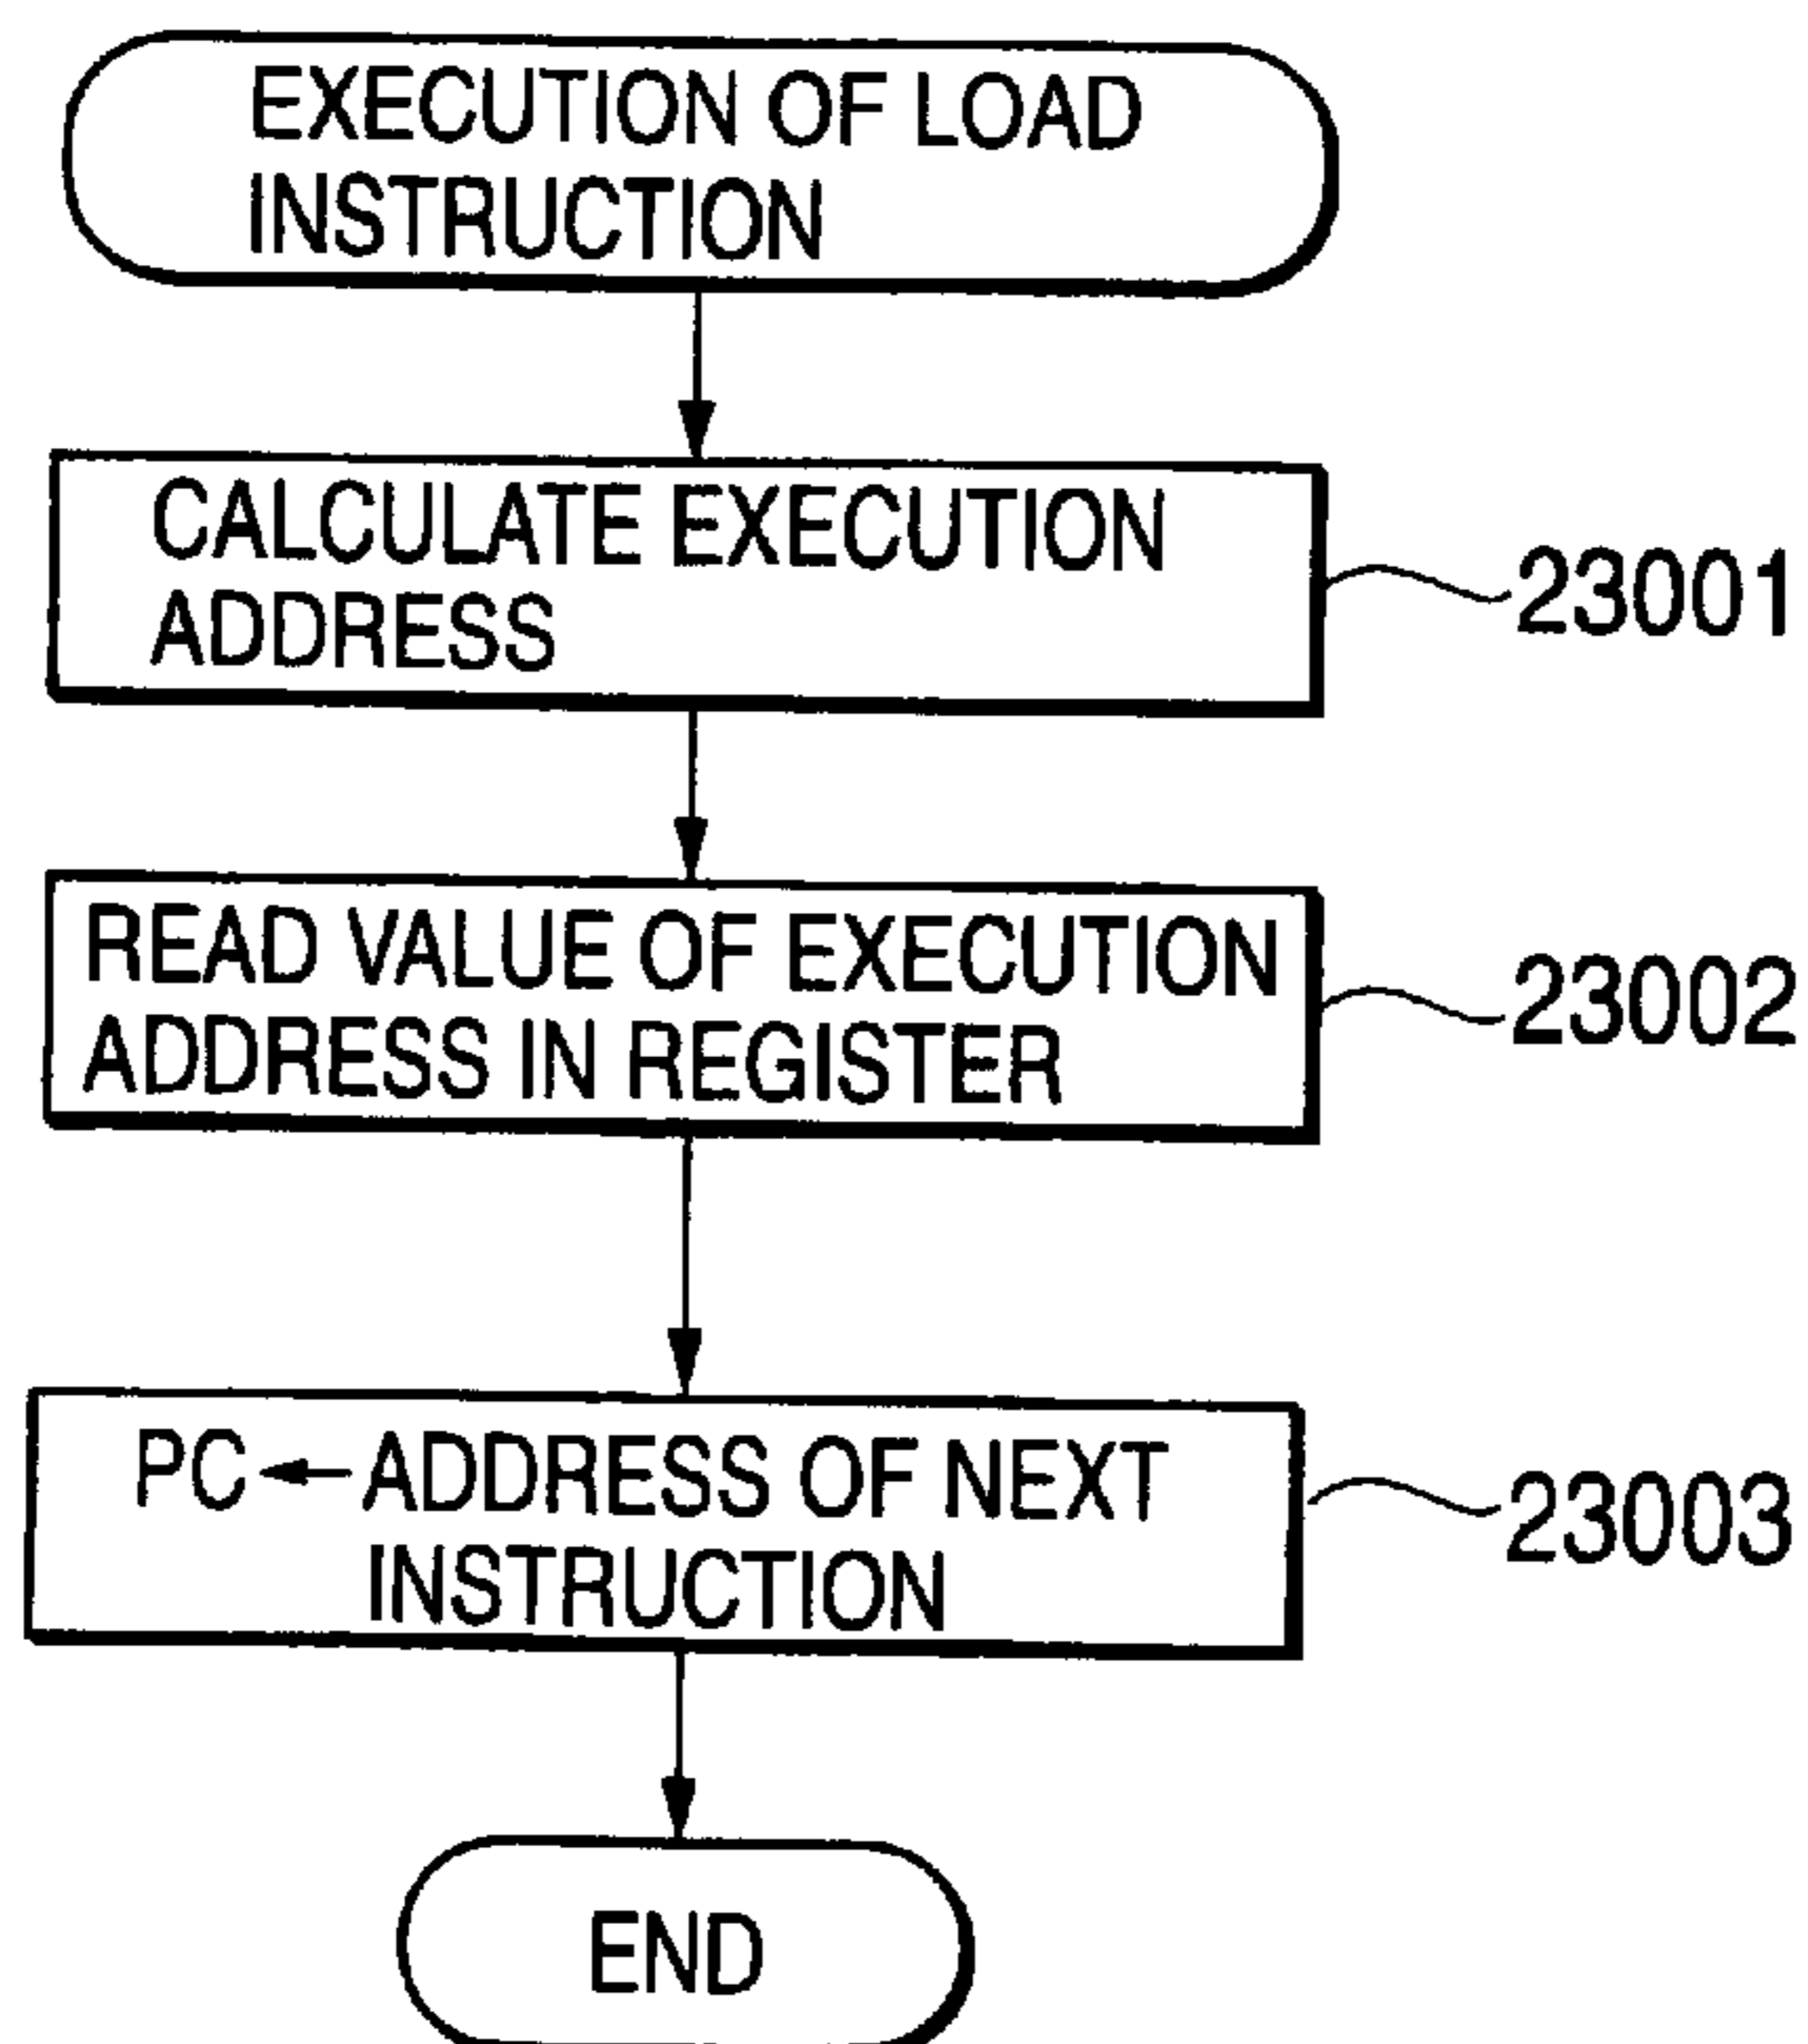 EXECUTION OF LOAD
INSTRUCTION
CALCULATE EXECUTION
ADDRESS
23001
READ VALUE OF EXECUTION
ADDRESS IN REGISTER
23002
PC←ADDRESS OF NEXT
INSTRUCTION
23003
END